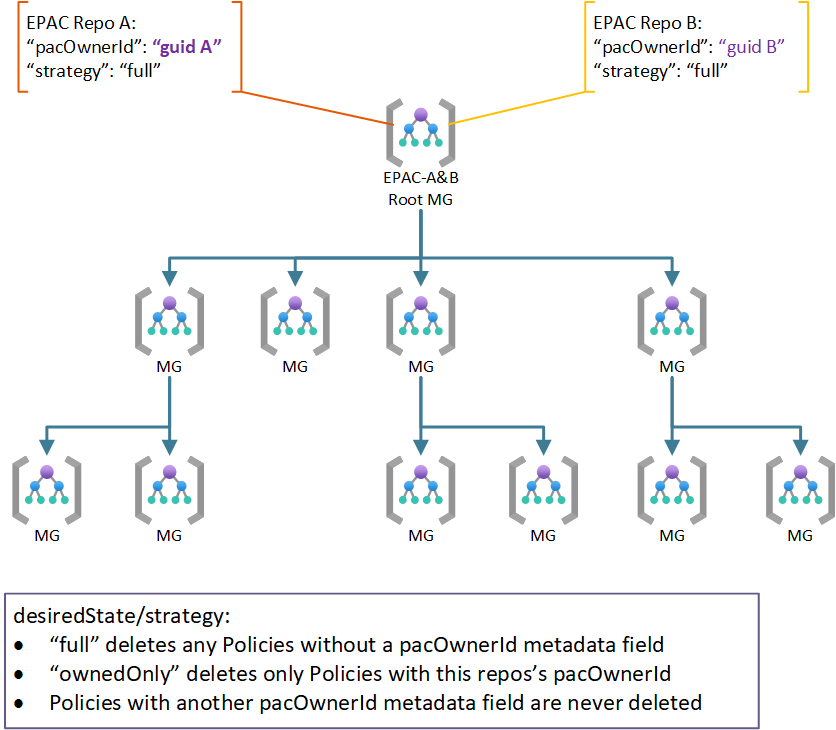 EPAC Repo A:
“pacOwnerId”: “guid A”
“strategy”: “full”
EPAC Repo B:
“pacOwnerId”: “guid B”
“strategy”: “full”
EPAC-A&B
Root MG
MG
MG
MG
MG
MG
MG
MG
MG
MG
MG
desiredState/strategy:
• “full” deletes any Policies without a pacOwnerId metadata field
• “ownedOnly” deletes only Policies with this repos’s pacOwnerId
• Policies with another pacOwnerId metadata field are never deleted